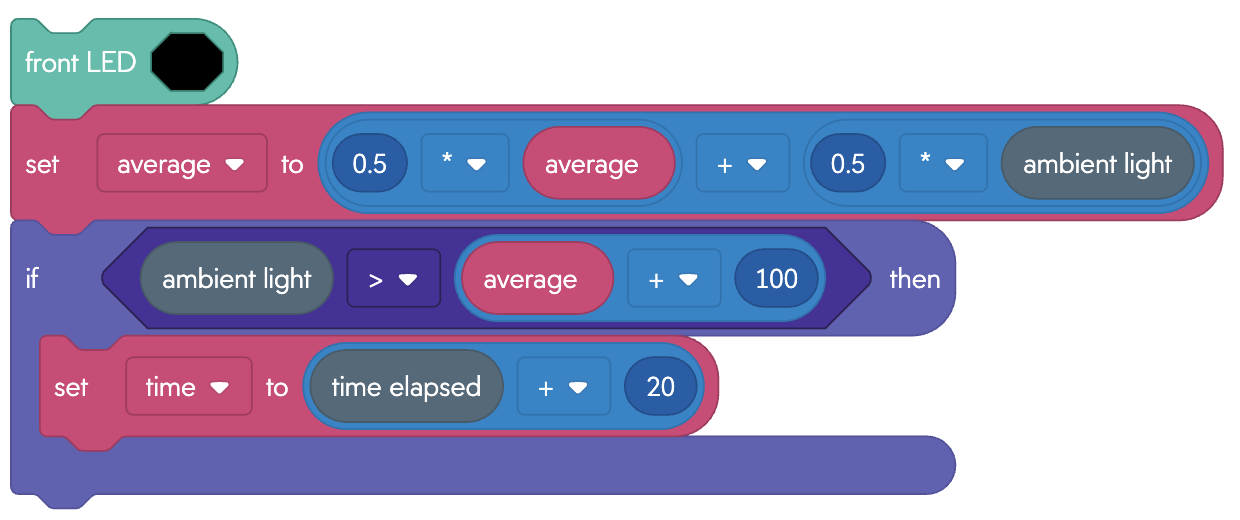 front LED
set average to 0.5 * average + 0.5 * ambient light
if ambient light > average + 100 then
set time to time elapsed + 20